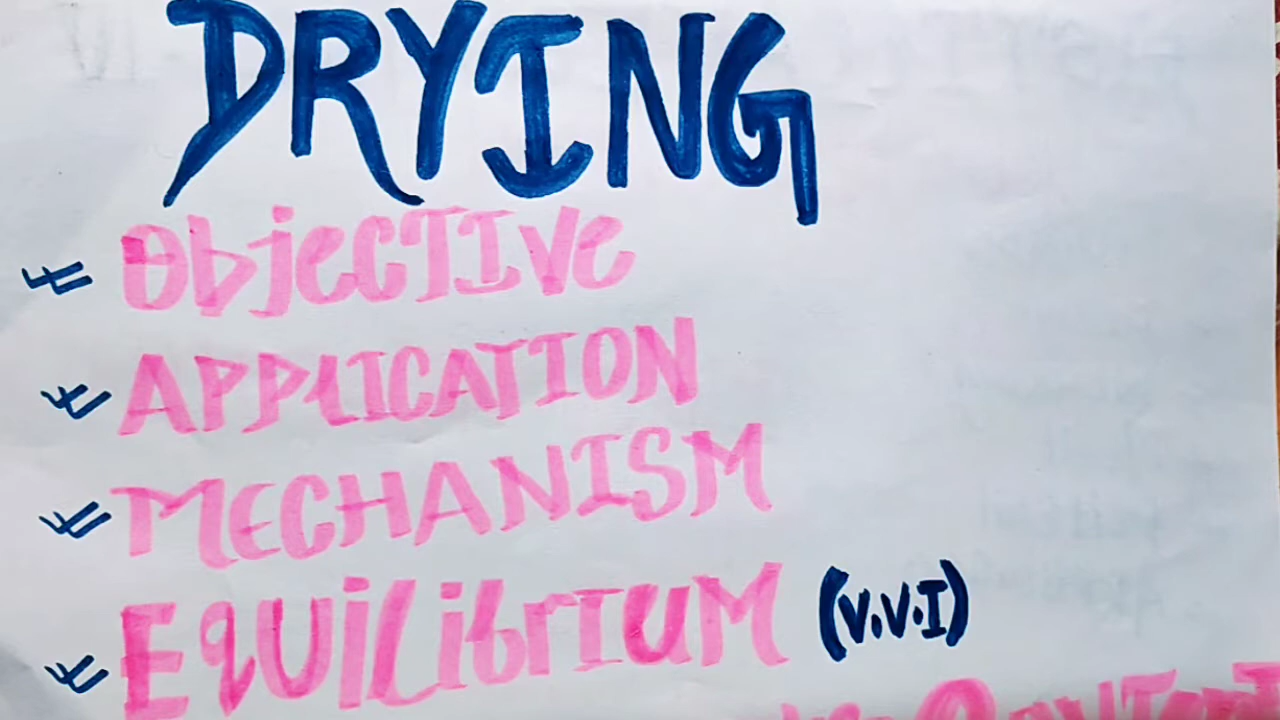 DRYING
ObjecTIVe
APPLICATION
MECHANISM
EqUiLibrIUM (V.V.I)